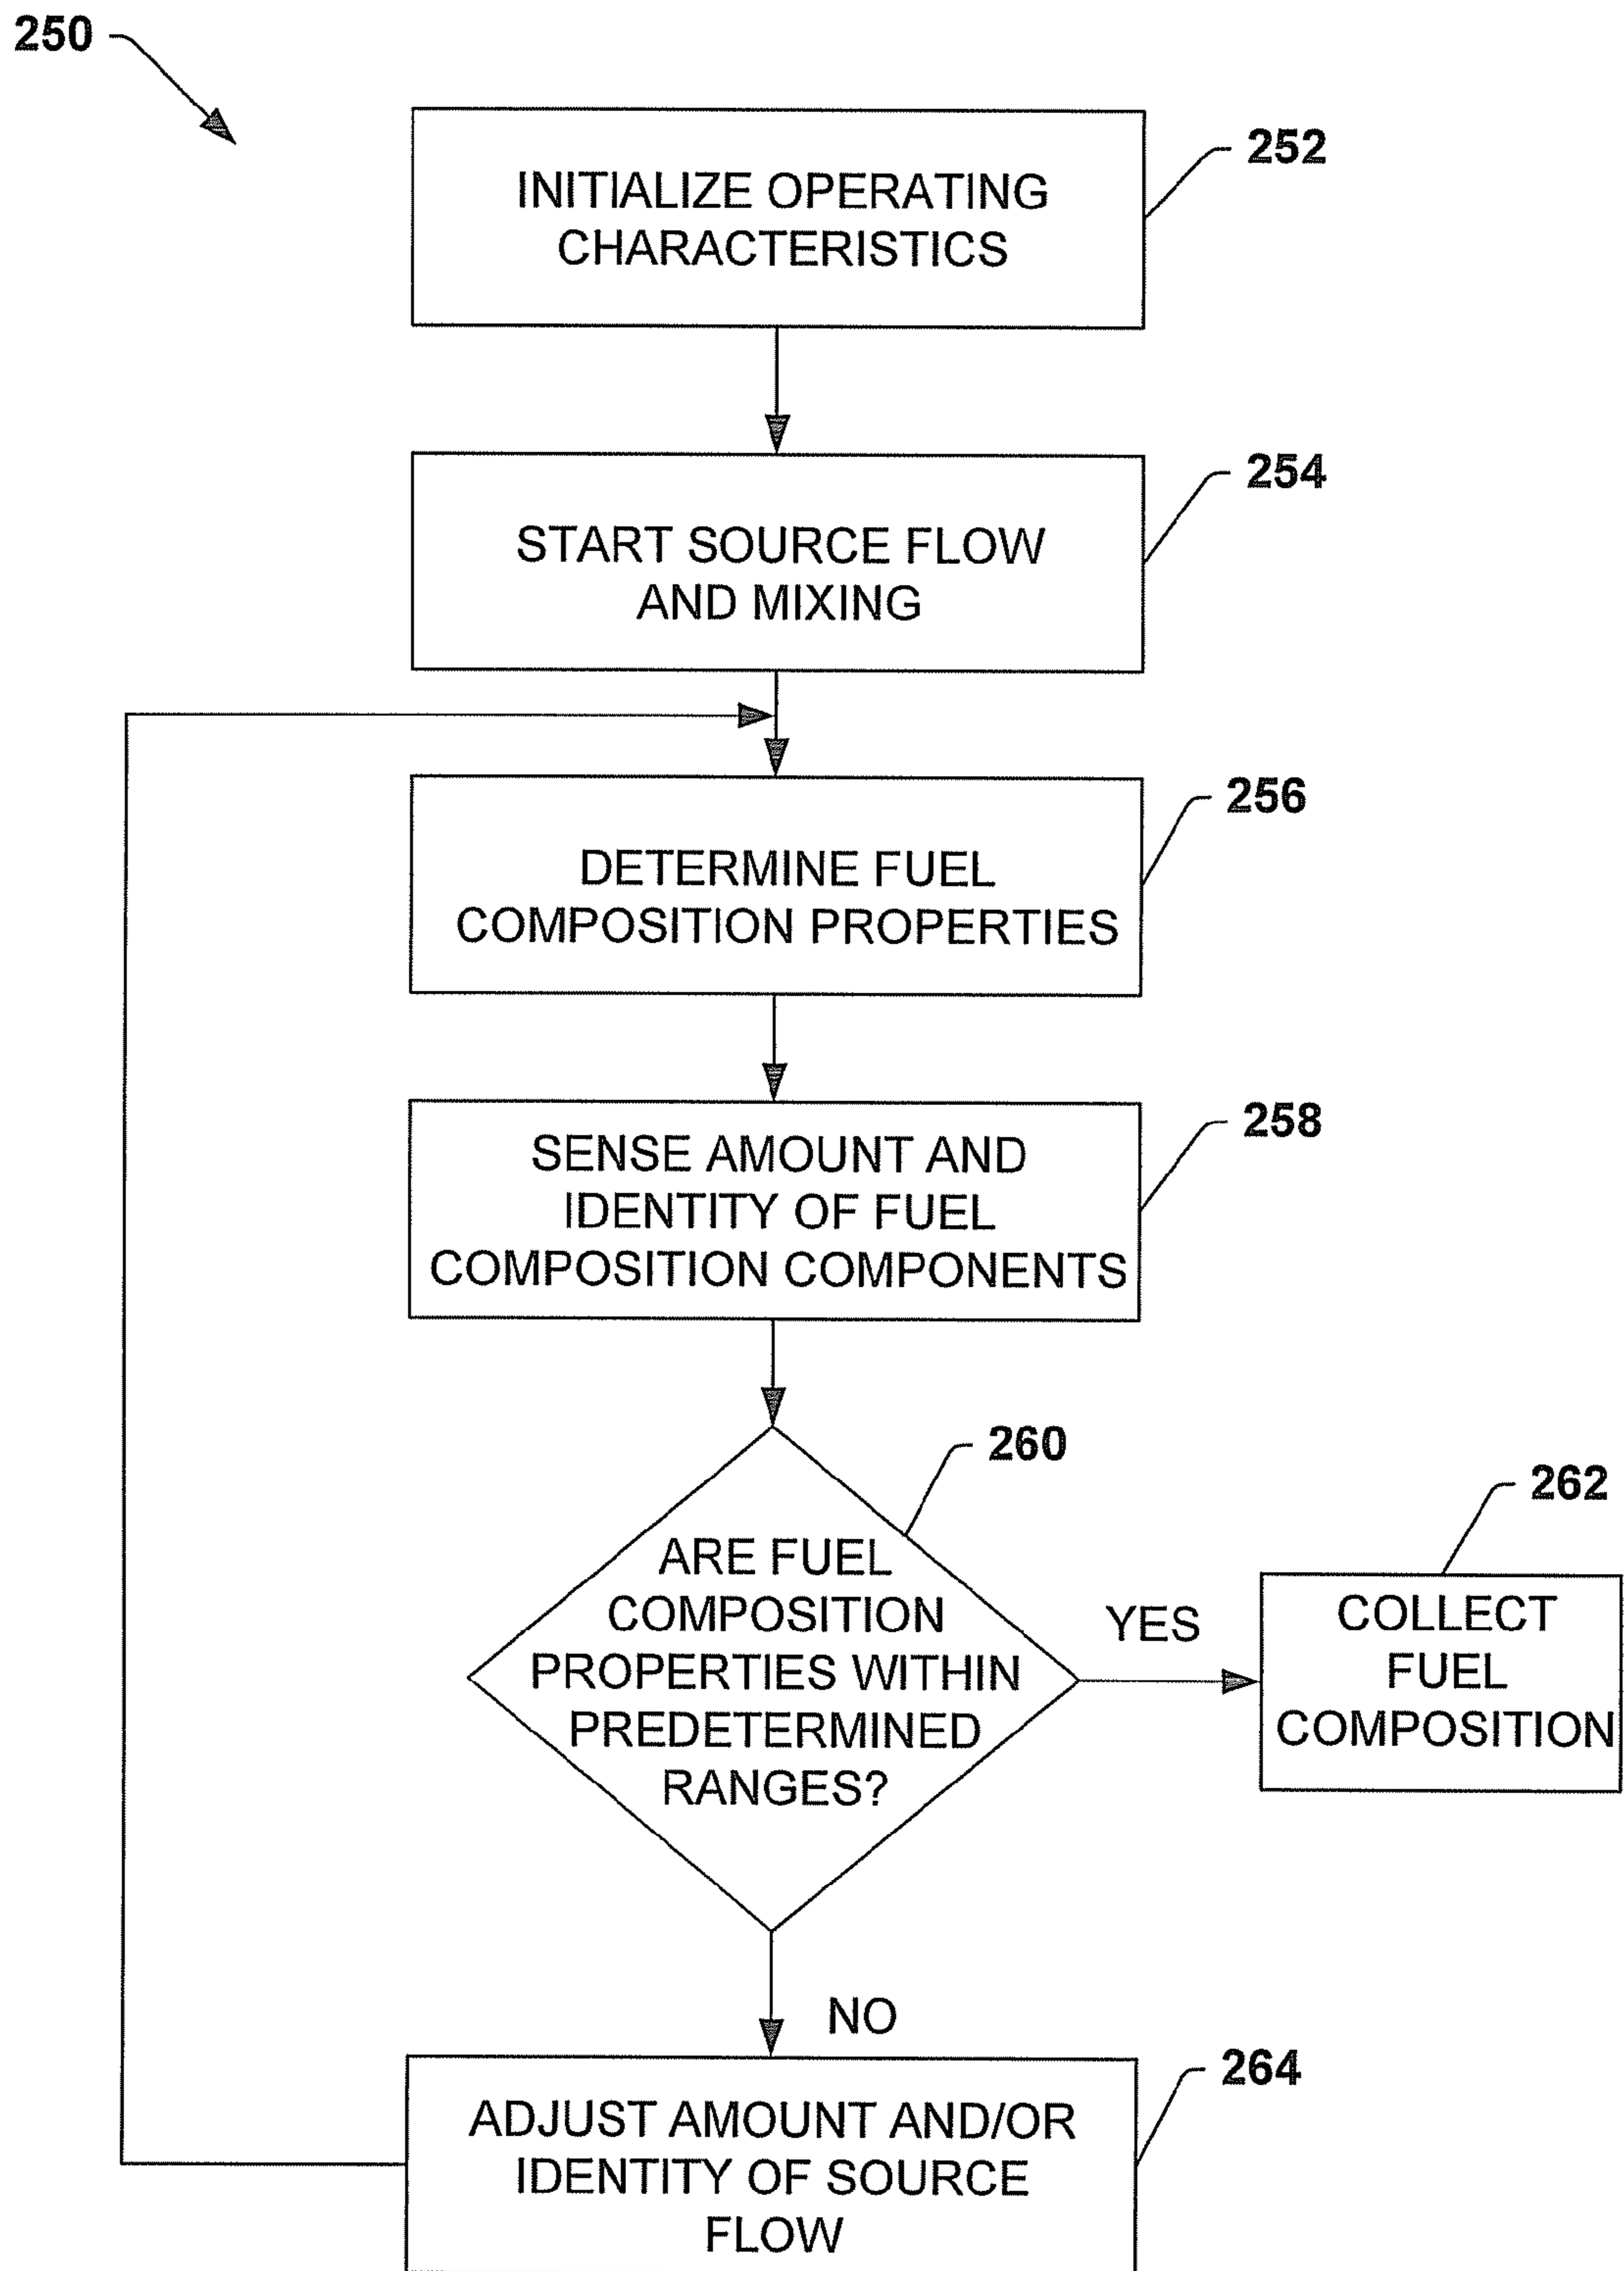 250
252
INITIALIZE OPERATING
CHARACTERISTICS
254
START SOURCE FLOW
AND MIXING
256
DETERMINE FUEL
COMPOSITION PROPERTIES
258
SENSE AMOUNT AND
IDENTITY OF FUEL
COMPOSITION COMPONENTS
260
ARE FUEL
COMPOSITION
PROPERTIES WITHIN
PREDETERMINED
RANGES?
YES
262
COLLECT
FUEL
COMPOSITION
NO
264
ADJUST AMOUNT AND/OR
IDENTITY OF SOURCE
FLOW